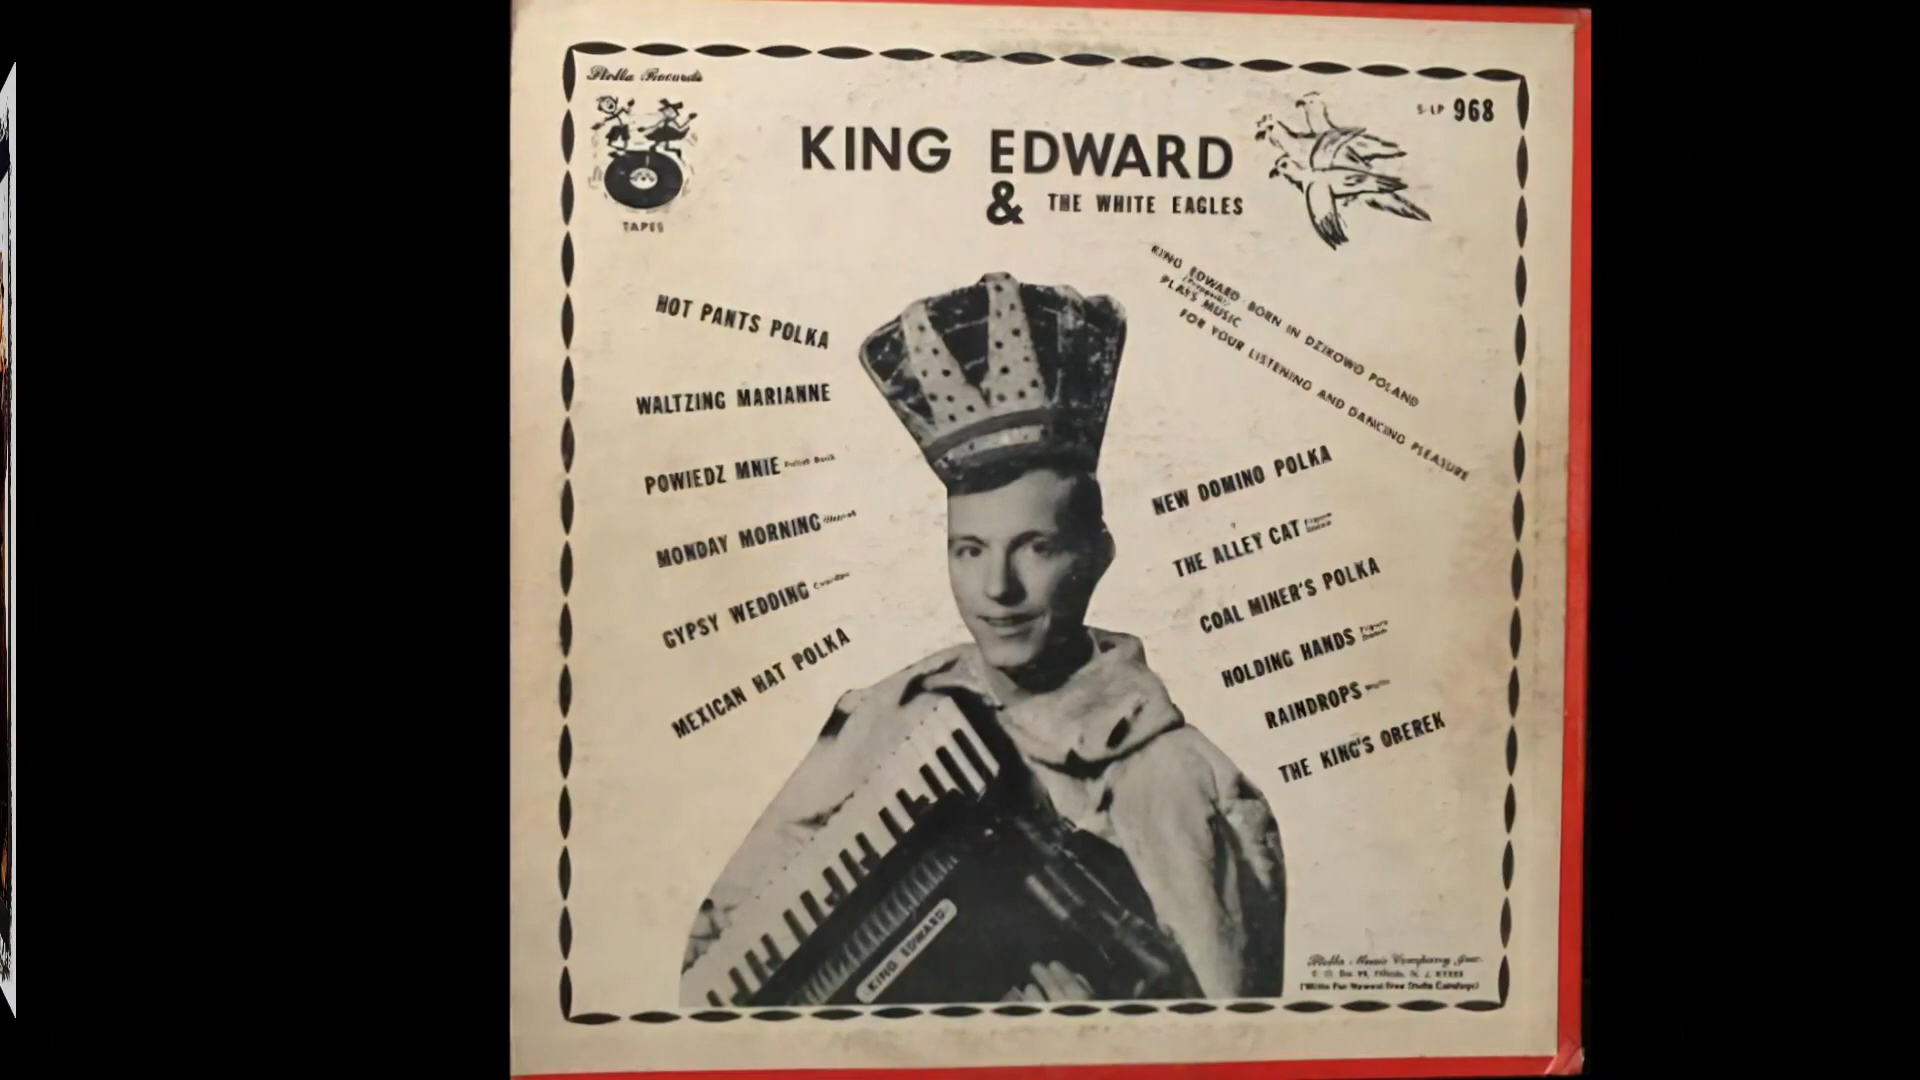 Stella Records
TAPES
S-LP 968
KING EDWARD
& THE WHITE EAGLES
KING EDWARD BORN IN DZIKOWO POLAND
PLAYS MUSIC
FOR YOUR LISTENING AND DANCING PLEASURE
HOT PANTS POLKA
WALTZING MARIANNE
POWIEDZ MNIE
MONDAY MORNING
GYPSY WEDDING
MEXICAN HAT POLKA
NEW DOMINO POLKA
THE ALLEY CAT
COAL MINER'S POLKA
HOLDING HANDS
RAINDROPS
THE KING'S OBEREK
KING EDWARD
Stella Music Company Inc.